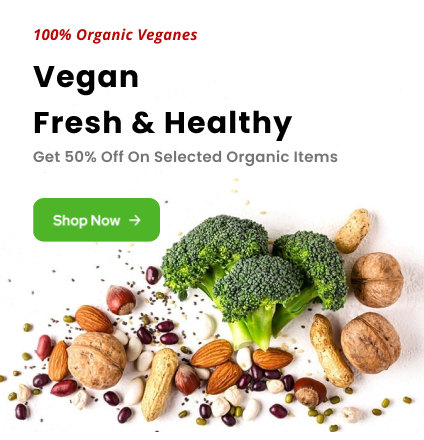 100% Organic Veganes
Vegan
Fresh & Healthy
Get 50% Off On Selected Organic Items
Shop Now →